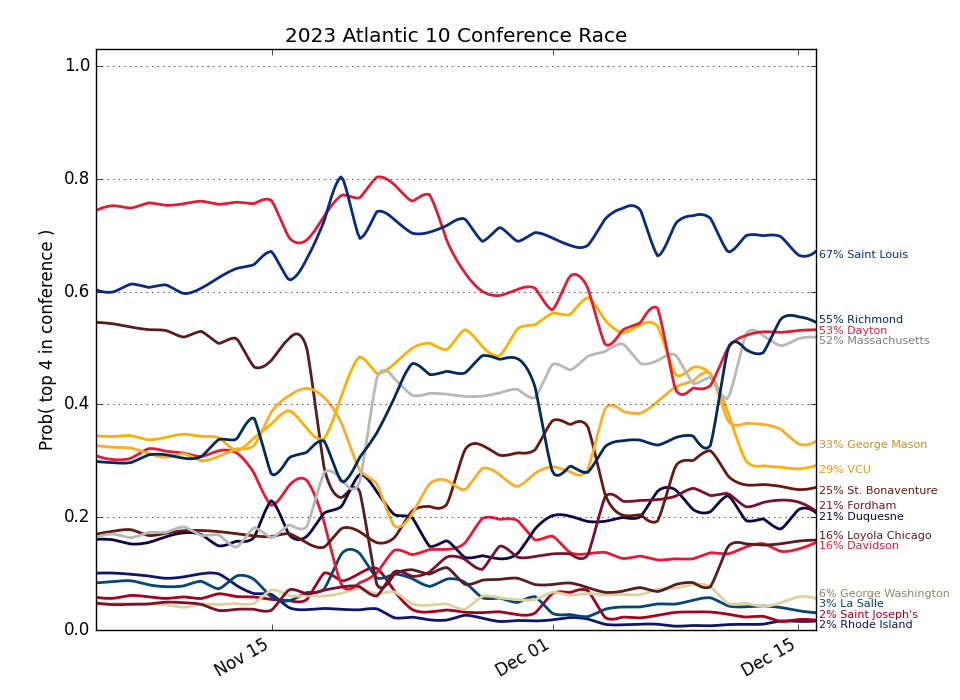 2023 Atlantic 10 Conference Race
Prob( top 4 in conference )
1.0
0.8
0.6
0.4
0.2
0.0
Nov 15
Dec 01
Dec 15
67% Saint Louis
55% Richmond
53% Dayton
52% Massachusetts
33% George Mason
29% VCU
25% St. Bonaventure
21% Fordham
21% Duquesne
16% Loyola Chicago
16% Davidson
6% George Washington
3% La Salle
2% Saint Joseph's
2% Rhode Island